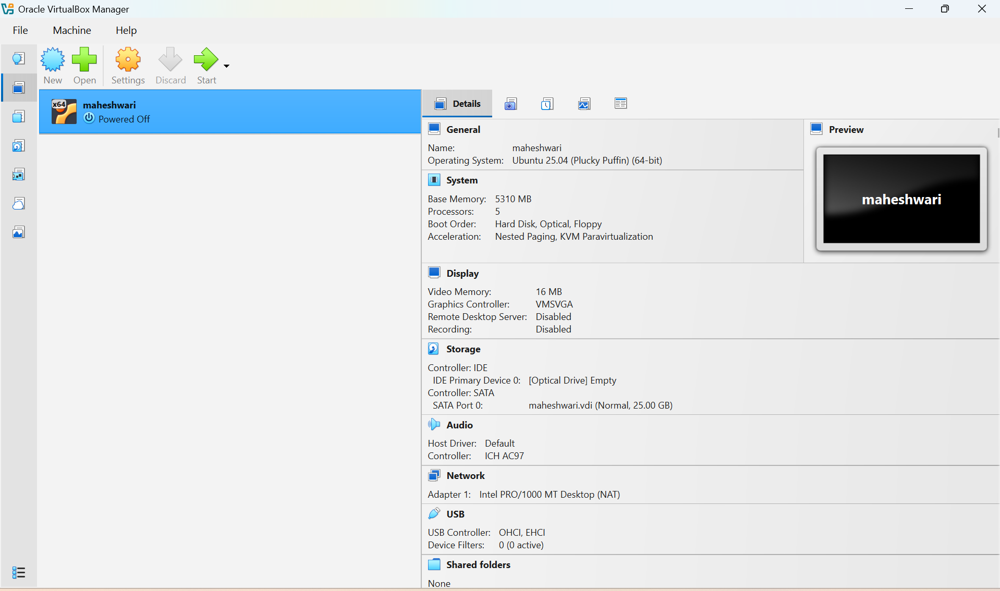 Oracle VirtualBox Manager
File Machine Help
New Open Settings Discard Start
x64
maheshwari
Powered Off
Details
General
Name: maheshwari
Operating System: Ubuntu 25.04 (Plucky Puffin) (64-bit)
Preview
maheshwari
System
Base Memory: 5310 MB
Processors: 5
Boot Order: Hard Disk, Optical, Floppy
Acceleration: Nested Paging, KVM Paravirtualization
Display
Video Memory: 16 MB
Graphics Controller: VMSVGA
Remote Desktop Server: Disabled
Recording: Disabled
Storage
Controller: IDE
IDE Primary Device 0: [Optical Drive] Empty
Controller: SATA
SATA Port 0: maheshwari.vdi (Normal, 25.00 GB)
Audio
Host Driver: Default
Controller: ICH AC97
Network
Adapter 1: Intel PRO/1000 MT Desktop (NAT)
USB
USB Controller: OHCI, EHCI
Device Filters: 0 (0 active)
Shared folders
None